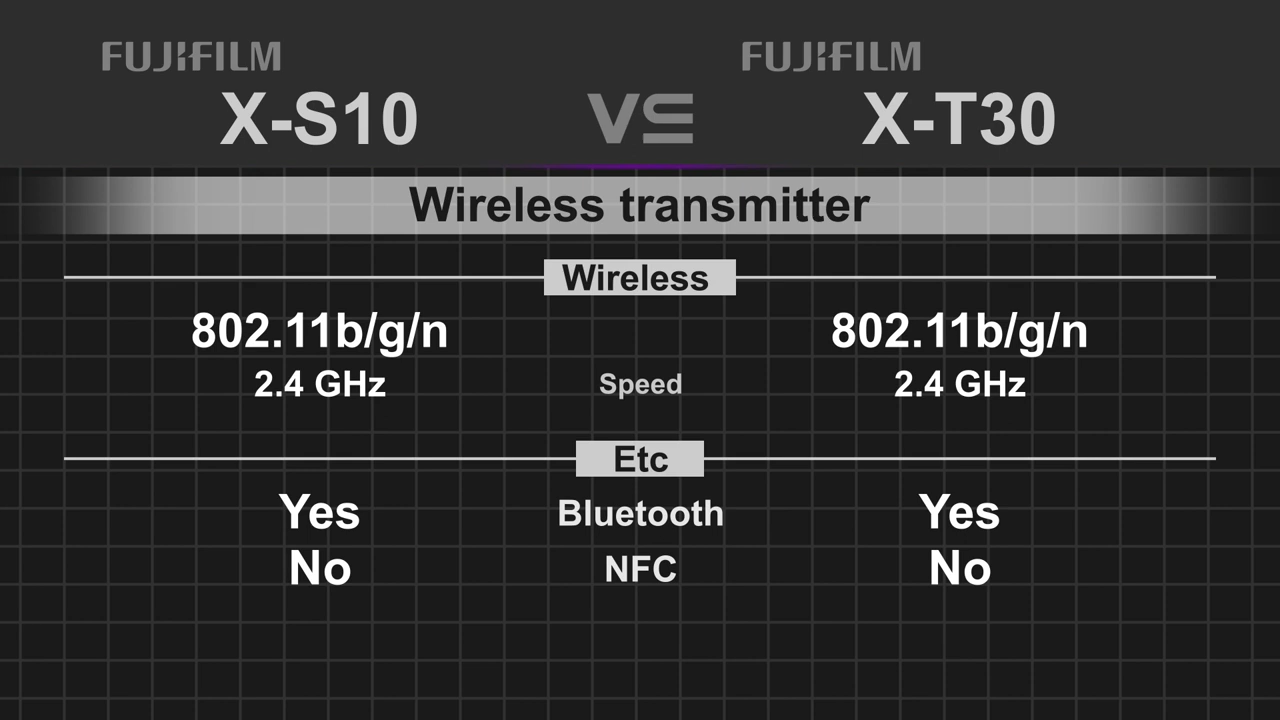 FUJIFILM FUJIFILM
X-S10 VS X-T30
Wireless transmitter
Wireless
802.11b/g/n 802.11b/g/n
2.4 GHz Speed 2.4 GHz
Etc
Yes Bluetooth Yes
No NFC No